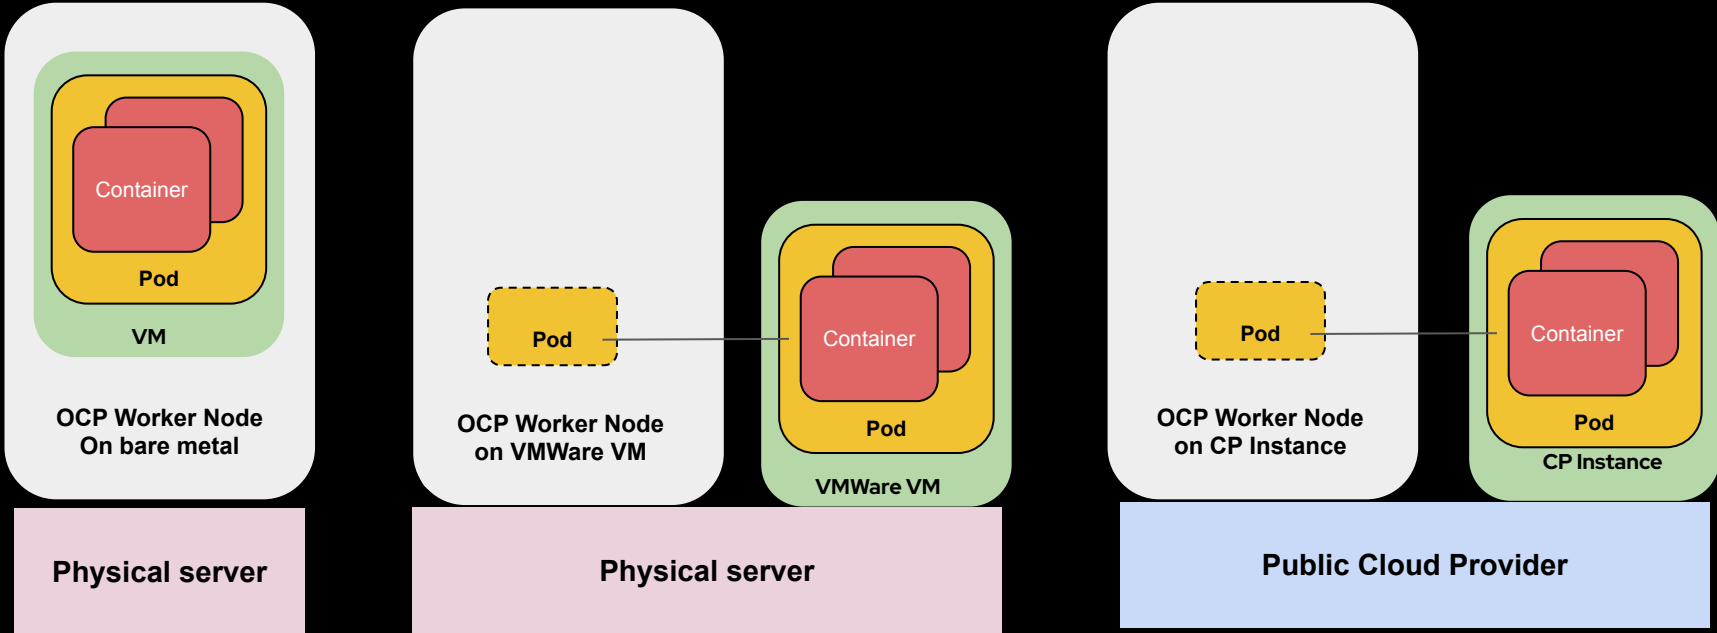 Container
Pod
VM
OCP Worker Node
On bare metal
Physical server
Pod
OCP Worker Node
on VMWare VM
Container
Pod
VMWare VM
Physical server
Pod
OCP Worker Node
on CP Instance
Container
Pod
CP Instance
Public Cloud Provider